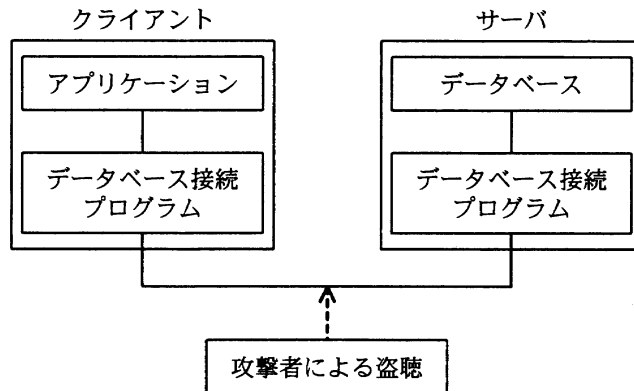 クライアント
サーバ
アプリケーション
データベース
データベース接続
プログラム
データベース接続
プログラム
攻撃者による盗聴